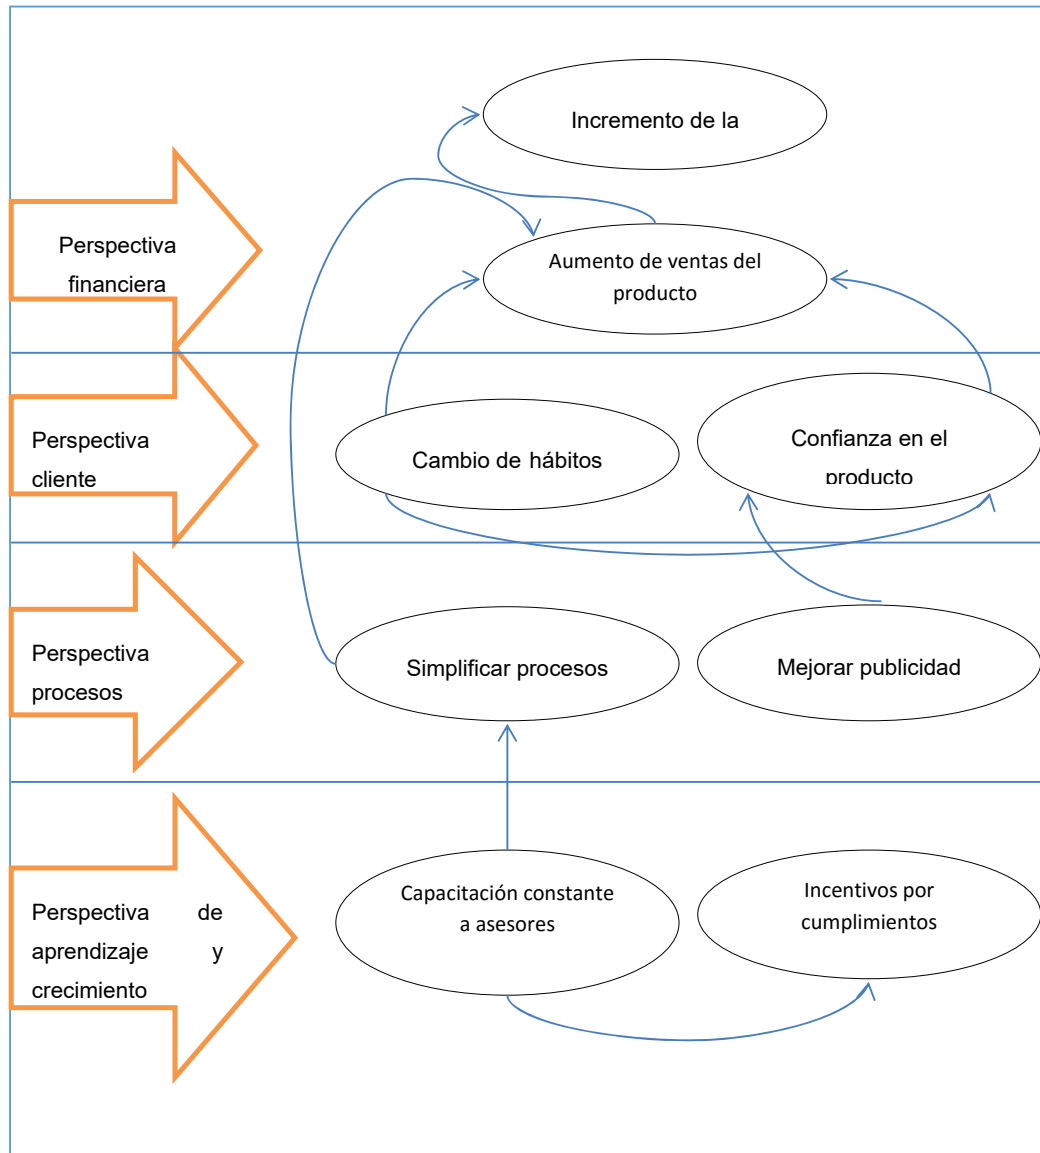 Incremento de la
Perspectiva
financiera
Aumento de ventas del
producto
Perspectiva
cliente
Cambio de hábitos
Confianza en el
producto
Perspectiva
procesos
Simplificar procesos
Mejorar publicidad
Perspectiva de
aprendizaje y
crecimiento
Capacitación constante
a asesores
Incentivos por
cumplimientos